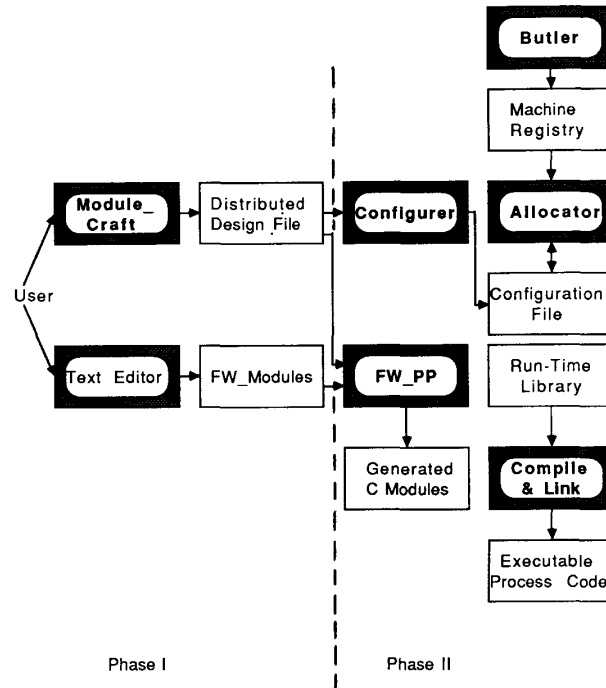 Butler
Machine
Registry
Module_
Craft
Distributed
Design File
Configurer
Allocator
User
Configuration
File
Text Editor
FW_Modules
FW_PP
Run-Time
Library
Generated
C Modules
Compile
& Link
Executable
Process Code
Phase I
Phase II